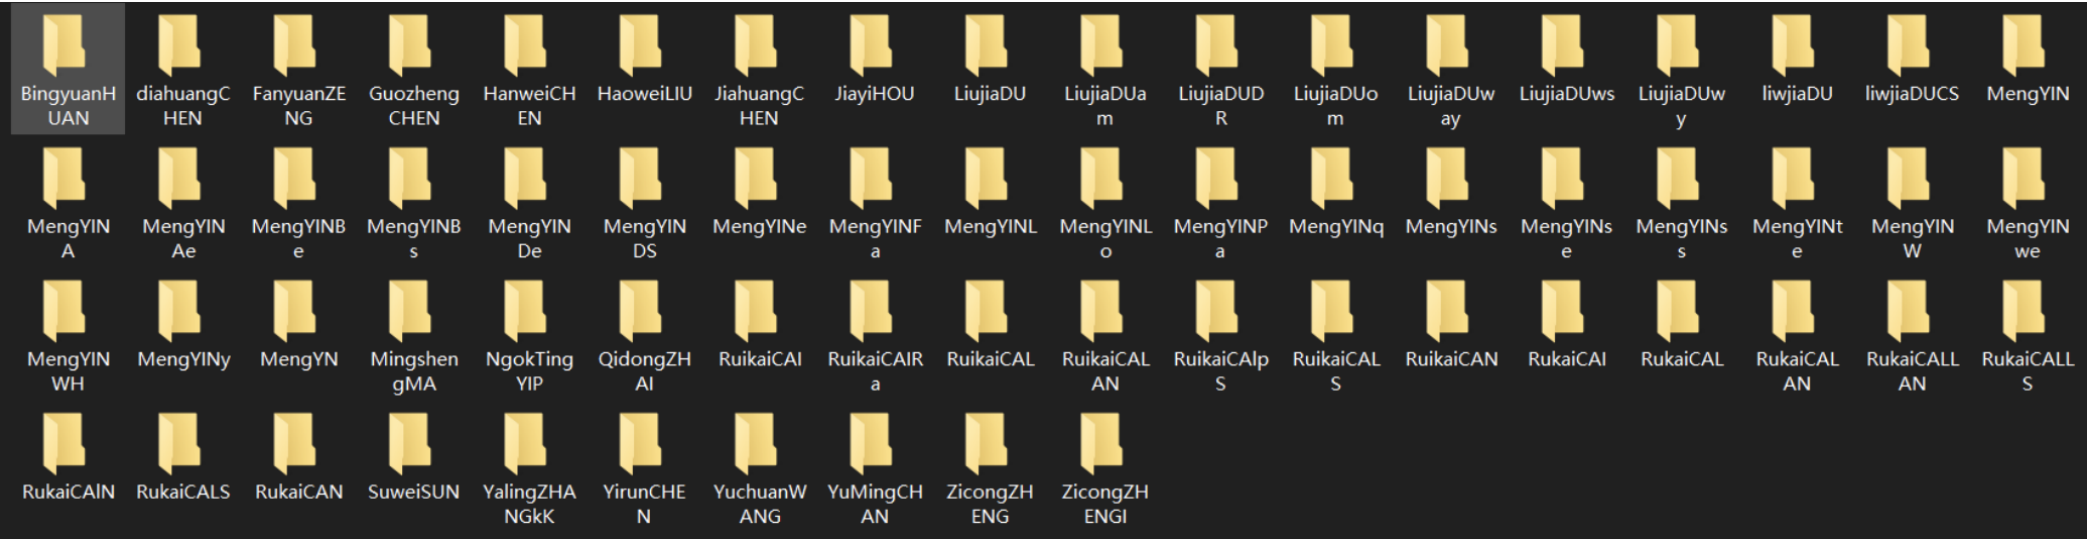 BingyuanH diahuangC FanyuanZE Guozheng HanweiCH HaoweiLIU JiahuangC JiayiHOU LiujiaDU LiujiaDUa LiujiaDUD LiujiaDUo LiujiaDUw LiujiaDUws LiujiaDUw liwjiaDU liwjiaDUCS MengYIN
UAN HEN NG CHEN EN HEN m R m ay y
MengYIN MengYIN MengYINB MengYINB MengYIN MengYIN MengYINe MengYINF MengYINL MengYINL MengYINP MengYINq MengYINs MengYINs MengYINs MengYINt MengYIN MengYIN
A Ae e s De DS a o a e s e W we
MengYIN MengYINy MengYN Mingshen NgokTing QidongZH RuikaiCAI RuikaiCAIR RuikaiCAL RuikaiCAL RuikaiCAlp RuikaiCAL RuikaiCAN RukaiCAI RukaiCAL RukaiCAL RukaiCALL RukaiCALL
WH gMA YIP AI a AN S S AN AN S
RukaiCAlN RukaiCALS RukaiCAN SuweiSUN YalingZHA YirunCHE YuchuanW YuMingCH ZicongZH ZicongZH
NGkK N ANG AN ENG ENGI